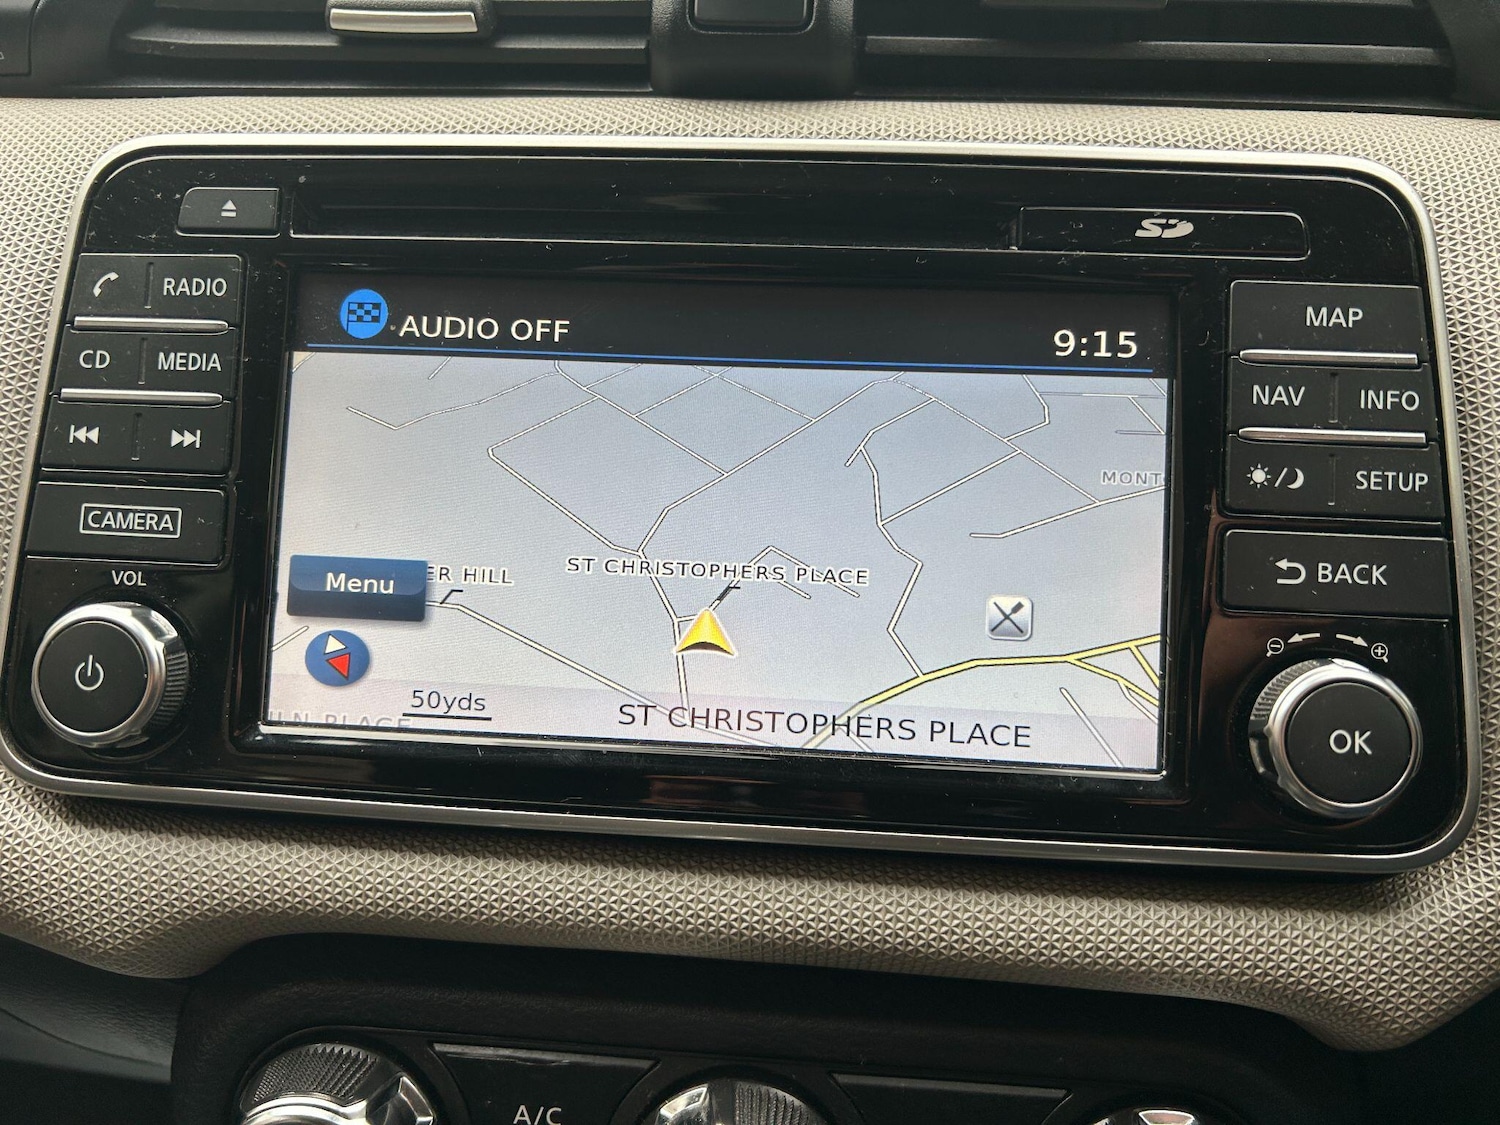 SD
RADIO
CD MEDIA
CAMERA
VOL
AUDIO OFF
9:15
MONT
ST CHRISTOPHERS PLACE
ER HILL
Menu
50yds
PLACE
ST CHRISTOPHERS PLACE
MAP
NAV INFO
SETUP
BACK
OK
A/C